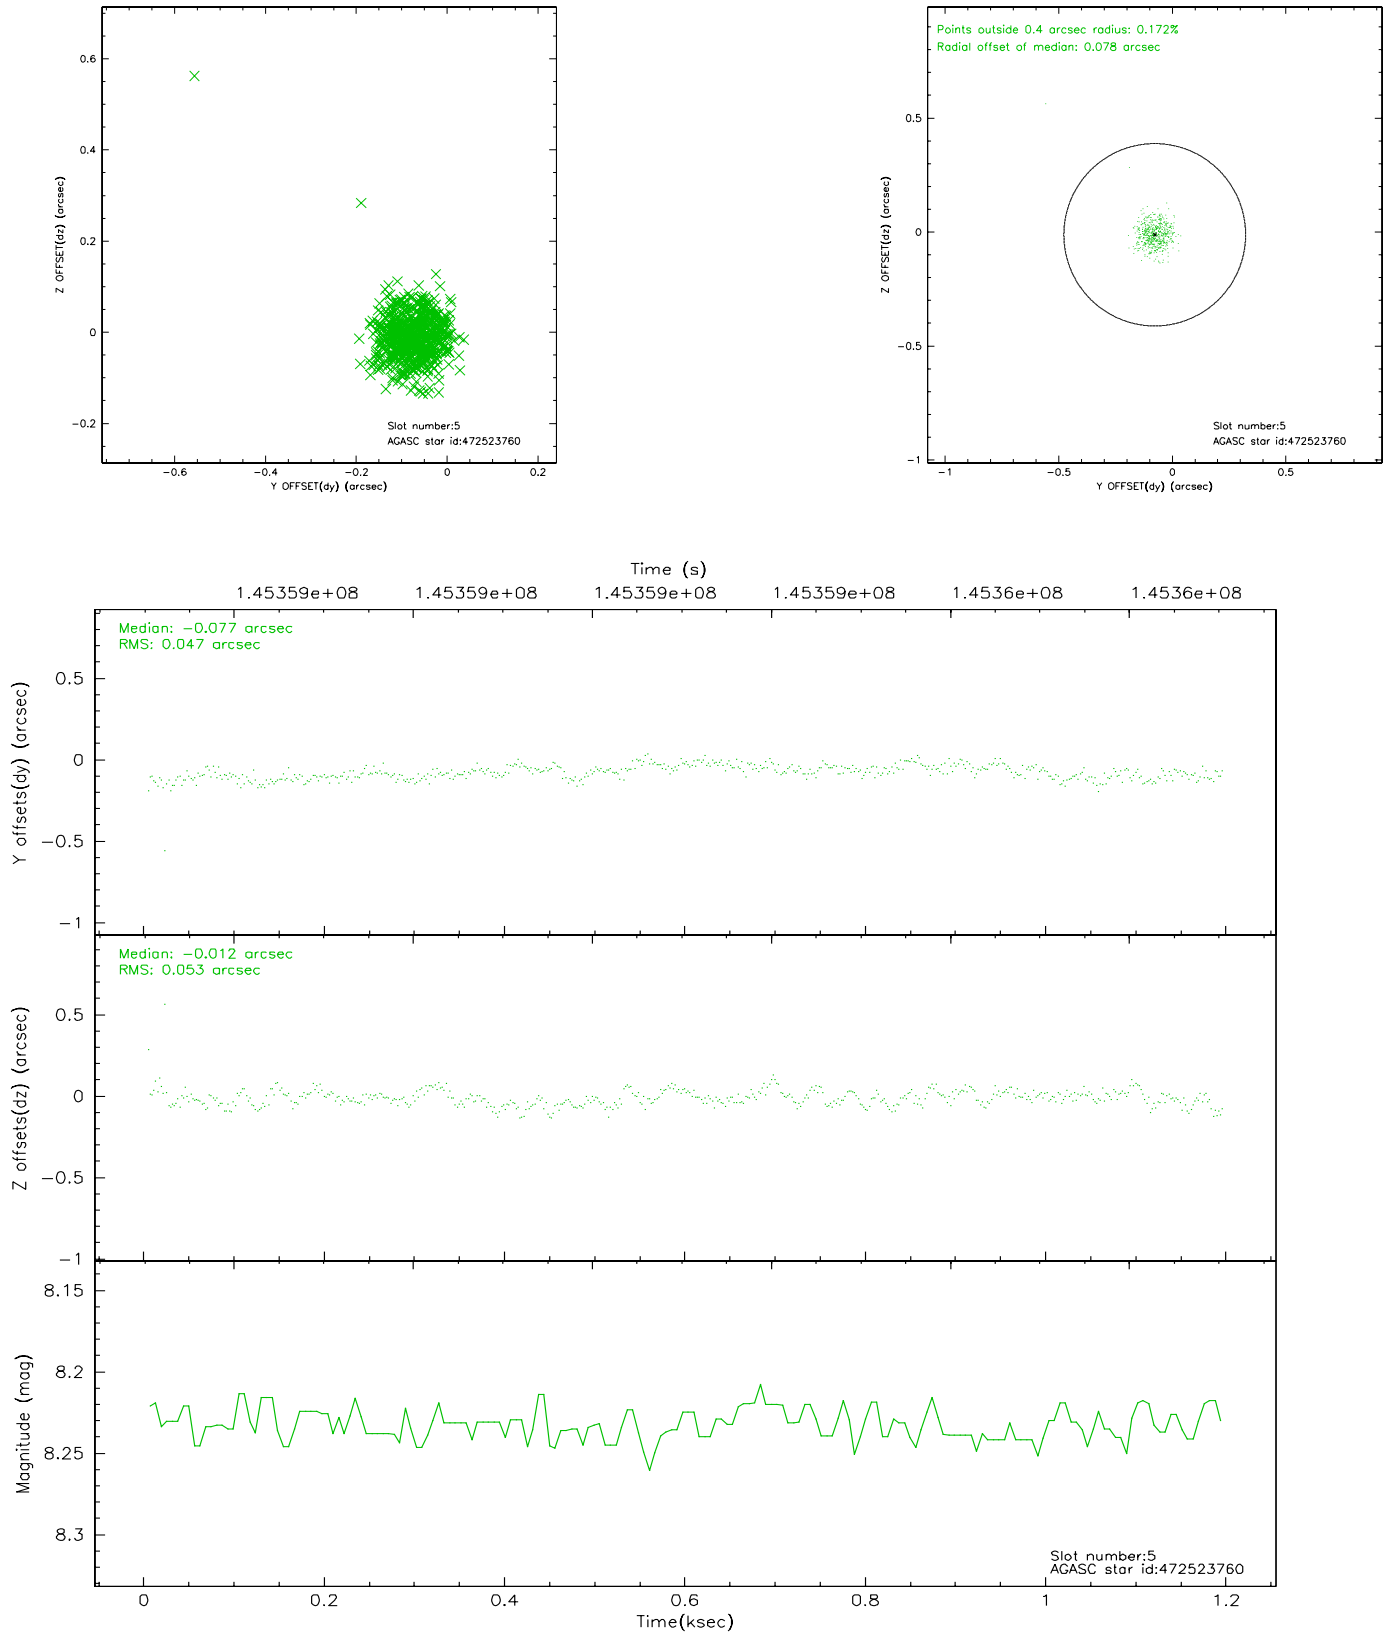 0.6
0.4
0.2
0
-0.2
Z OFFSET(dz) (arcsec)
Slot number:5
AGASC star id:472523760
-0.6 -0.4 -0.2 0 0.2
Y OFFSET(dy) (arcsec)
Points outside 0.4 arcsec radius: 0.172%
Radial offset of median: 0.078 arcsec
0.5
0
-0.5
-1
Z OFFSET(dz) (arcsec)
Slot number:5
AGASC star id:472523760
-1 -0.5 0 0.5
Y OFFSET(dy) (arcsec)
Time (s)
1.45359e+08 1.45359e+08 1.45359e+08 1.45359e+08 1.4536e+08 1.4536e+08
Median: -0.077 arcsec
RMS: 0.047 arcsec
0.5
0
-0.5
-1
Y offsets(dy) (arcsec)
Median: -0.012 arcsec
RMS: 0.053 arcsec
0.5
0
-0.5
-1
Z offsets(dz) (arcsec)
8.15
8.2
8.25
8.3
Magnitude (mag)
Slot number:5
AGASC star id:472523760
0 0.2 0.4 0.6 0.8 1 1.2
Time(ksec)